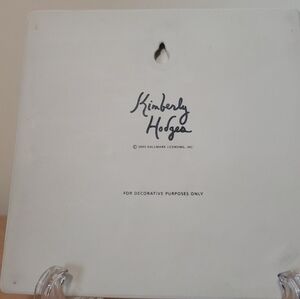 Kimberly
Hodges
© 2005 HALLMARK LICENSING, INC.
FOR DECORATIVE PURPOSES ONLY